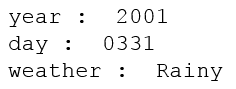 year :  2001
day :  0331
weather :  Rainy